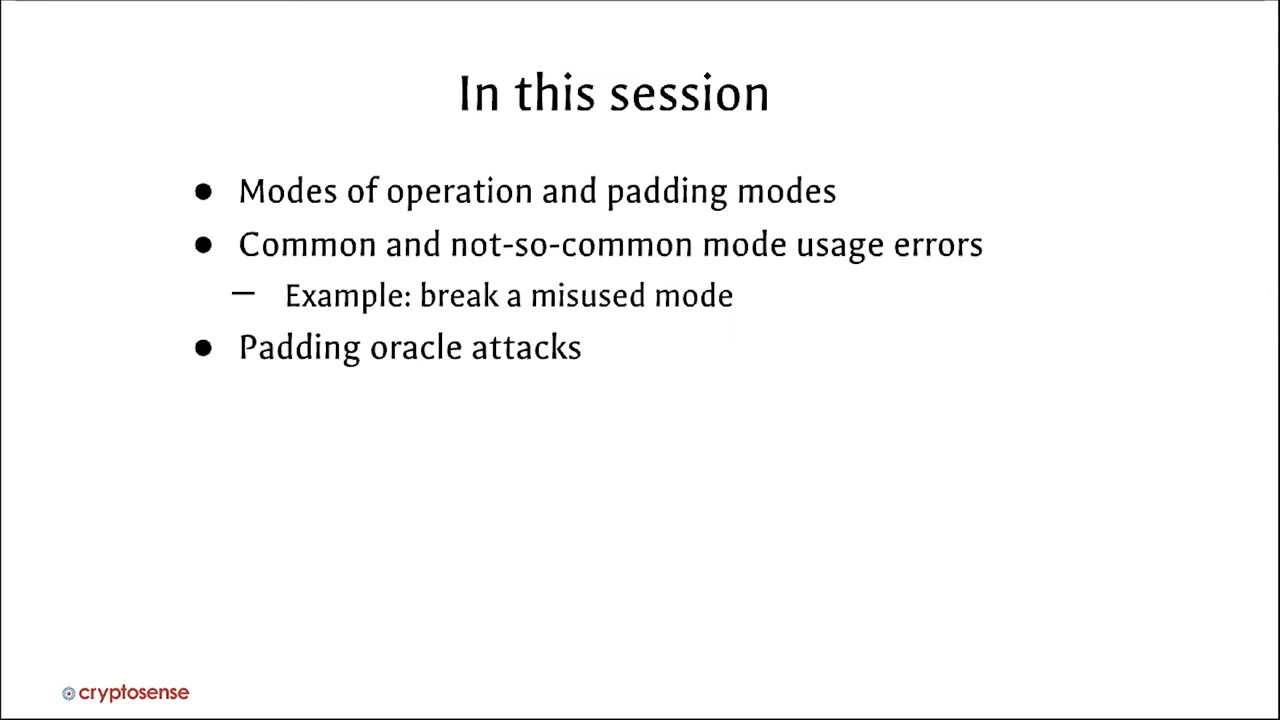 In this session
● Modes of operation and padding modes
● Common and not-so-common mode usage errors
– Example: break a misused mode
● Padding oracle attacks
cryptosense